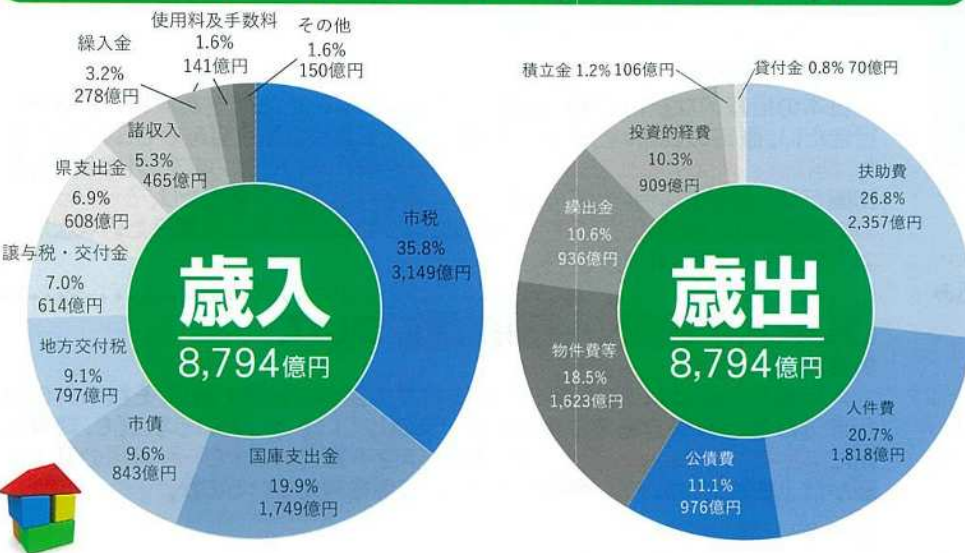 使用料及手数料
1.6%
141億円
その他
1.6%
150億円
繰入金
3.2%
278億円
諸収入
5.3%
465億円
県支出金
6.9%
608億円
譲与税・交付金
7.0%
614億円
地方交付税
9.1%
797億円
市債
9.6%
843億円
国庫支出金
19.9%
1,749億円
市税
35.8%
3,149億円
歳入
8,794億円
積立金 1.2% 106億円
貸付金 0.8% 70億円
投資的経費
10.3%
909億円
繰出金
10.6%
936億円
物件費等
18.5%
1,623億円
公債費
11.1%
976億円
人件費
20.7%
1,818億円
扶助費
26.8%
2,357億円
歳出
8,794億円